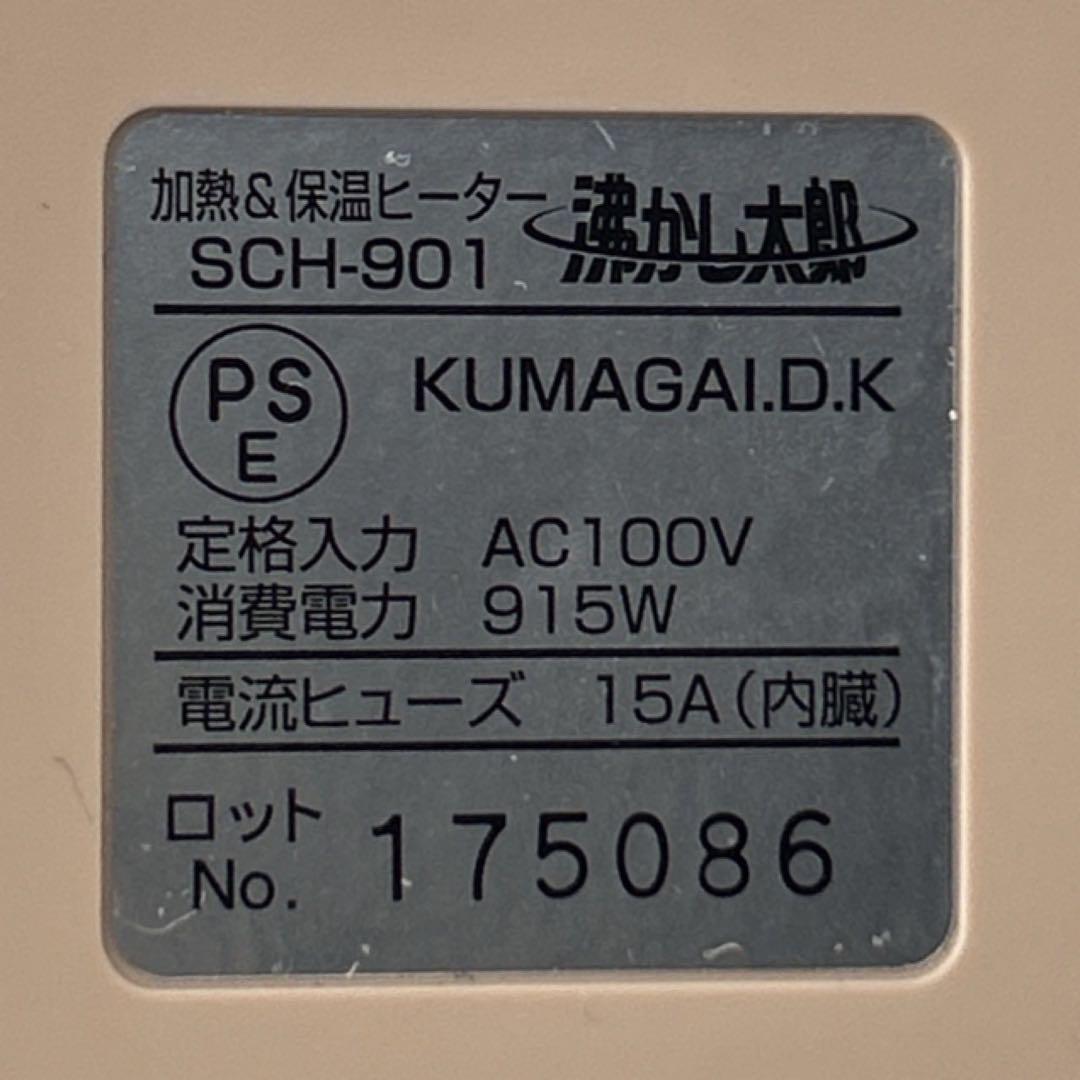 加熱&保温ヒーター 沸かし太郎
SCH-901
PS
E
KUMAGAI.D.K
定格入力 AC100V
消費電力 915W
電流ヒューズ 15A(内臓)
ロット
No. 175086